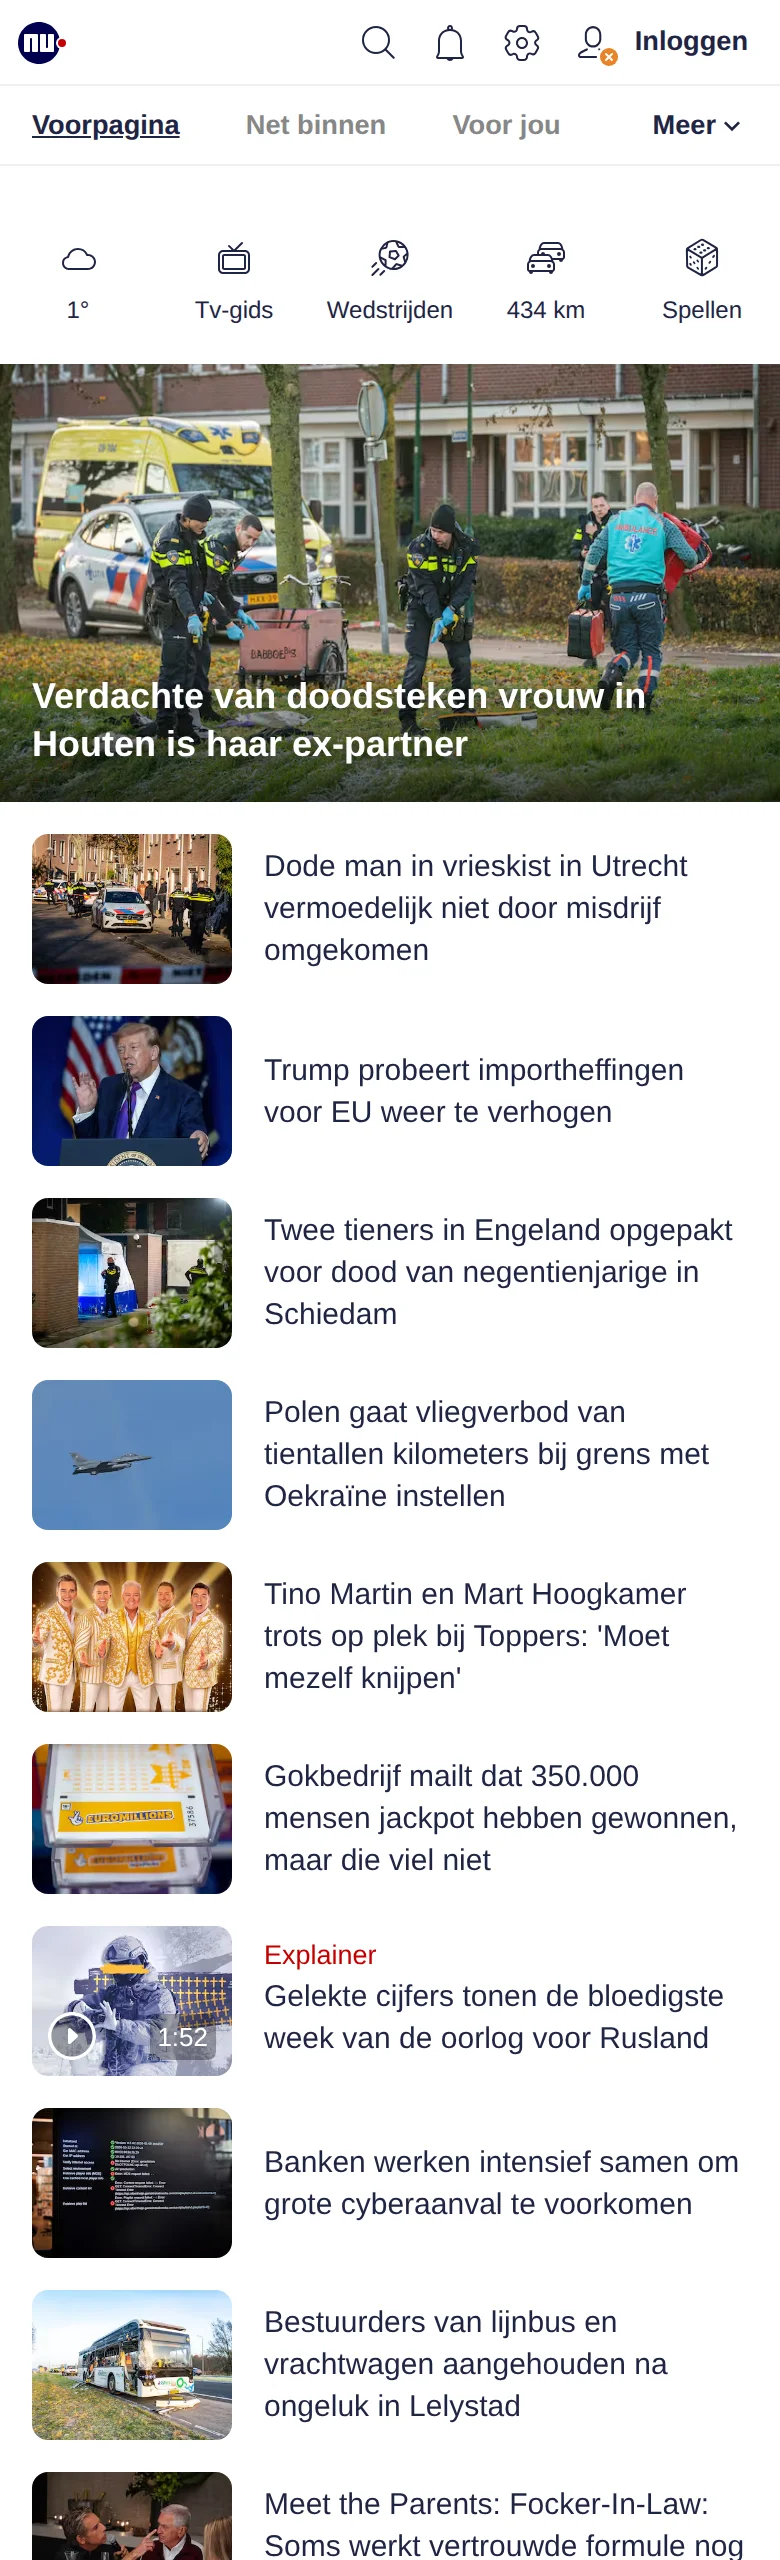 nu
Inloggen
Voorpagina
Net binnen
Voor jou
Meer
1°
Tv-gids
Wedstrijden
434 km
Spellen
AMBULANCE
BABBOE BIG
Verdachte van doodsteken vrouw in
Houten is haar ex-partner
Dode man in vrieskist in Utrecht
vermoedelijk niet door misdrijf
omgekomen
Trump probeert importheffingen
voor EU weer te verhogen
Twee tieners in Engeland opgepakt
voor dood van negentienjarige in
Schiedam
Polen gaat vliegverbod van
tientallen kilometers bij grens met
Oekraïne instellen
Tino Martin en Mart Hoogkamer
trots op plek bij Toppers: 'Moet
mezelf knijpen'
EUROMILLIONS
37586
Gokbedrijf mailt dat 350.000
mensen jackpot hebben gewonnen,
maar die viel niet
1:52
Explainer
Gelekte cijfers tonen de bloedigste
week van de oorlog voor Rusland
Banken werken intensief samen om
grote cyberaanval te voorkomen
Bestuurders van lijnbus en
vrachtwagen aangehouden na
ongeluk in Lelystad
Meet the Parents: Focker-In-Law:
Soms werkt vertrouwde formule nog